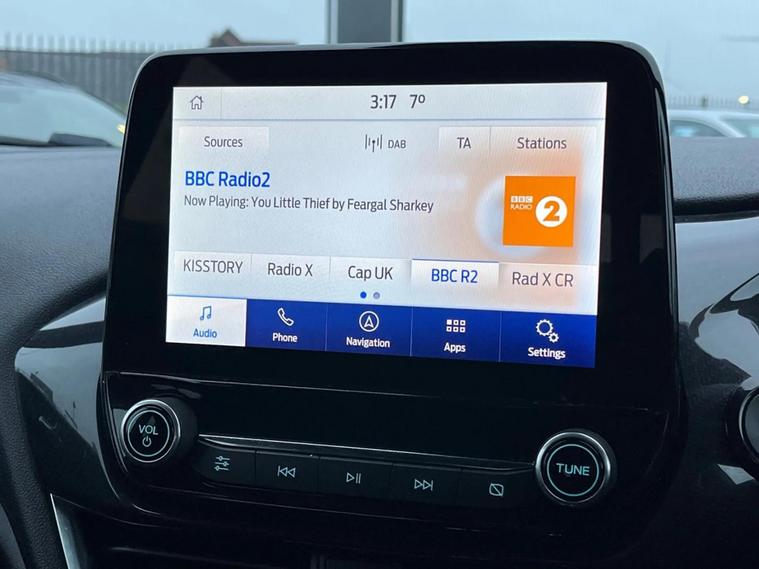 3:17 7º
Sources DAB TA Stations
BBC Radio2
Now Playing: You Little Thief by Feargal Sharkey
BBC
RADIO 2
KISSTORY Radio X Cap UK BBC R2 Rad X CR
Audio Phone Navigation Apps Settings
VOL
TUNE